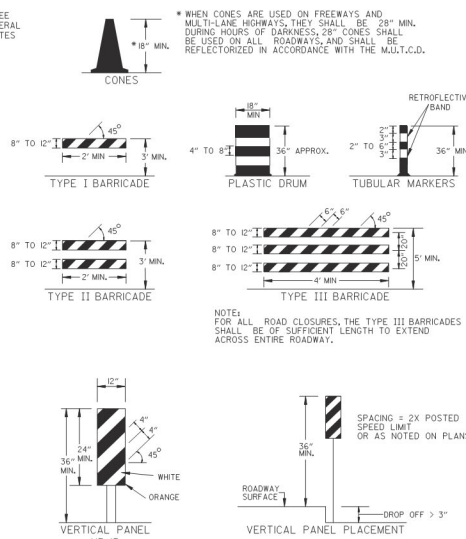 * WHEN CONES ARE USED ON FREEWAYS AND
MULTI-LANE HIGHWAYS, THEY SHALL BE 28" MIN.
DURING HOURS OF DARKNESS, 28" CONES SHALL
BE USED ON ALL ROADWAYS, AND SHALL BE
REFLECTORIZED IN ACCORDANCE WITH THE M.U.T.C.D.
* 18" MIN.
CONES
45°
8" TO 12"
2' MIN
3' MIN.
TYPE I BARRICADE
18"
MIN
4" TO 8"
36" APPROX.
PLASTIC DRUM
RETROFLECTIVE
BAND
2"
3"
2" TO 6"
3"
36" MIN
TUBULAR MARKERS
45°
8" TO 12"
8" TO 12"
2' MIN.
3' MIN.
TYPE II BARRICADE
6" 6" 45°
8" TO 12"
8" TO 12"
8" TO 12"
20"
20"
5' MIN.
4' MIN
TYPE III BARRICADE
NOTE:
FOR ALL ROAD CLOSURES, THE TYPE III BARRICADES
SHALL BE OF SUFFICIENT LENGTH TO EXTEND
ACROSS ENTIRE ROADWAY.
12"
4"
4"
45°
24"
MIN.
36"
MIN.
WHITE
ORANGE
VERTICAL PANEL
36"
MIN.
SPACING = 2X POSTED
SPEED LIMIT
OR AS NOTED ON PLANS
ROADWAY
SURFACE
DROP OFF > 3"
VERTICAL PANEL PLACEMENT